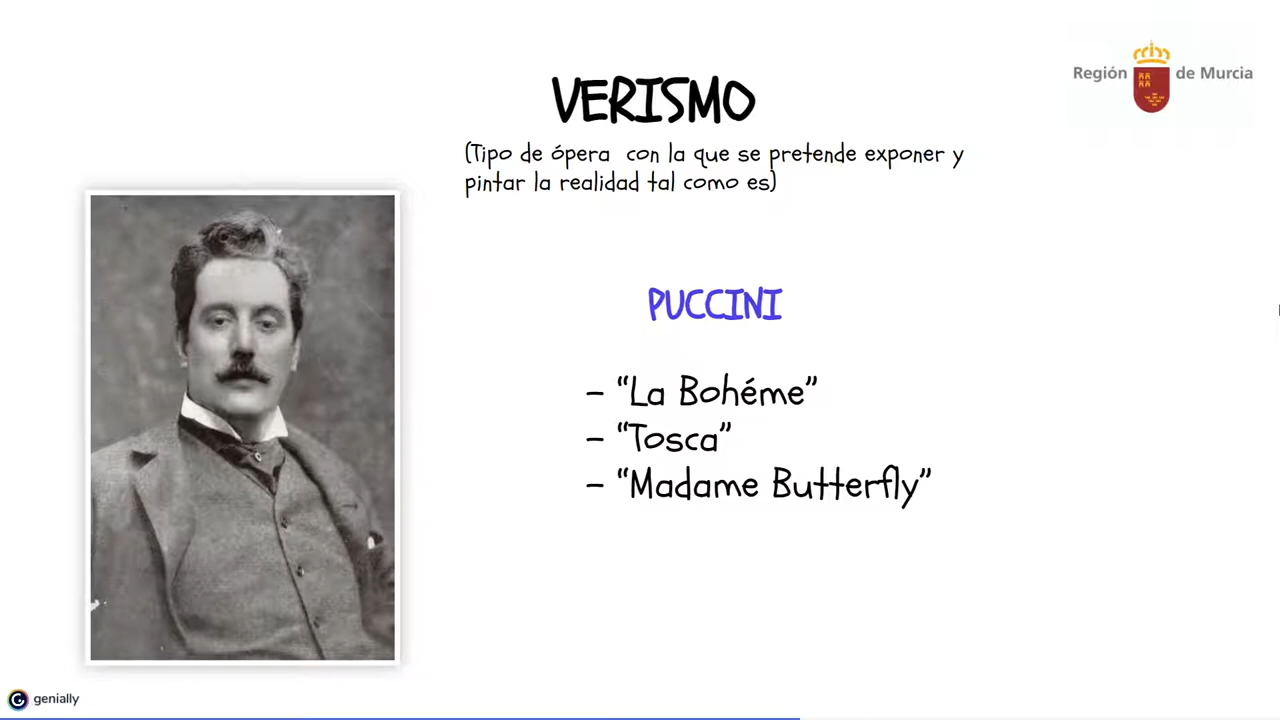 Región de Murcia
VERISMO
(Tipo de ópera con la que se pretende exponer y
pintar la realidad tal como es)
PUCCINI
- “La Bohéme”
- “Tosca”
- “Madame Butterfly”
genially